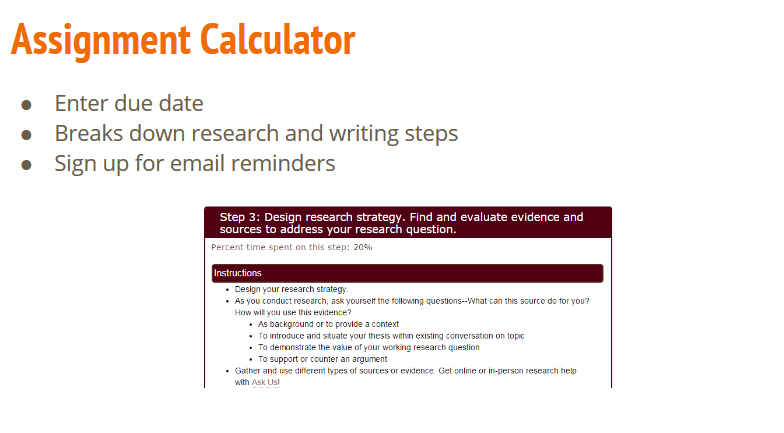 Assignment Calculator
● Enter due date
● Breaks down research and writing steps
● Sign up for email reminders
Step 3: Design research strategy. Find and evaluate evidence and
sources to address your research question.
Percent time spent on this step: 20%
Instructions
• Design your research strategy.
• As you conduct research, ask yourself the following questions--What can this source do for you?
How will you use this evidence?
• As background or to provide a context
• To introduce and situate your thesis within existing conversation on topic
• To demonstrate the value of your working research question
• To support or counter an argument
• Gather and use different types of sources or evidence. Get online or in-person research help
with Ask Us!